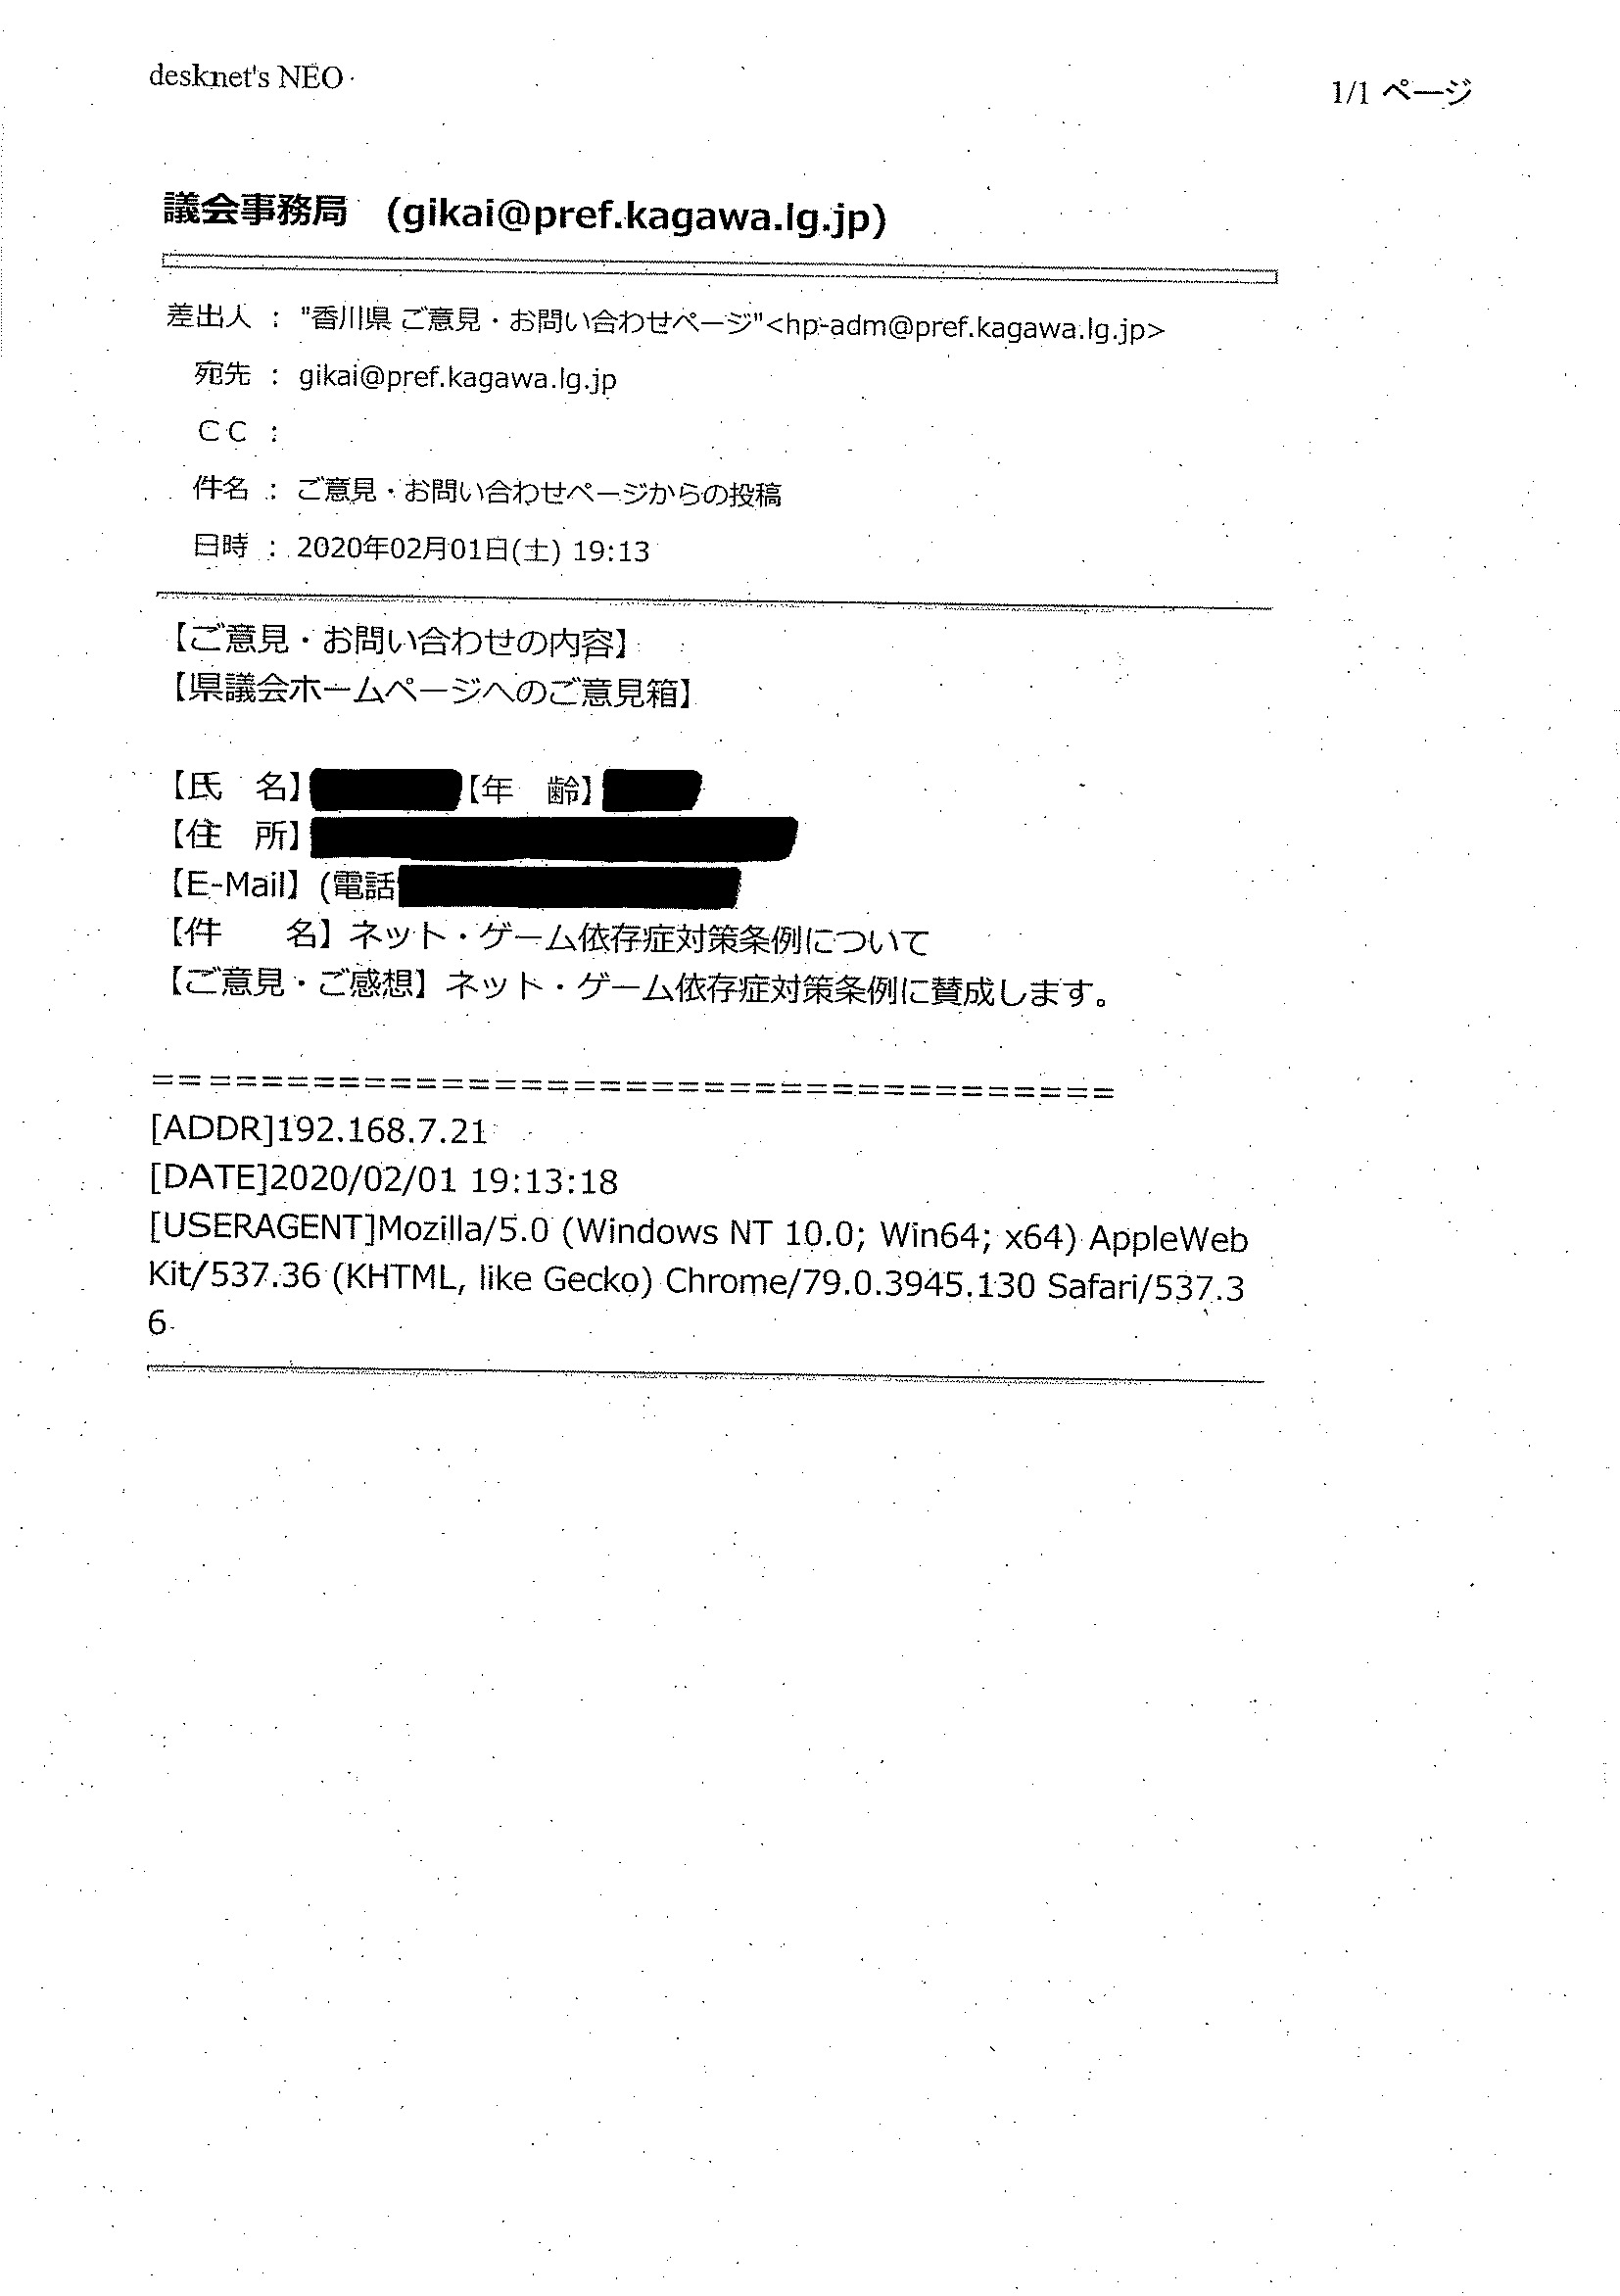 desknet's NEO
1/1 ページ
議会事務局 (gikai@pref.kagawa.lg.jp)
差出人 : "香川県 ご意見・お問い合わせページ"<hp-adm@pref.kagawa.lg.jp>
宛先 : gikai@pref.kagawa.lg.jp
CC :
件名 : ご意見・お問い合わせページからの投稿
日時 : 2020年02月01日(土) 19:13
【ご意見・お問い合わせの内容】
【県議会ホームページへのご意見箱】
【氏 名】 【年 齢】
【住 所】
【E-Mail】(電話
【件 名】ネット・ゲーム依存症対策条例について
【ご意見・ご感想】ネット・ゲーム依存症対策条例に賛成します。
=====================================
[ADDR]192.168.7.21
[DATE]2020/02/01 19:13:18
[USERAGENT]Mozilla/5.0 (Windows NT 10.0; Win64; x64) AppleWeb
Kit/537.36 (KHTML, like Gecko) Chrome/79.0.3945.130 Safari/537.3
6